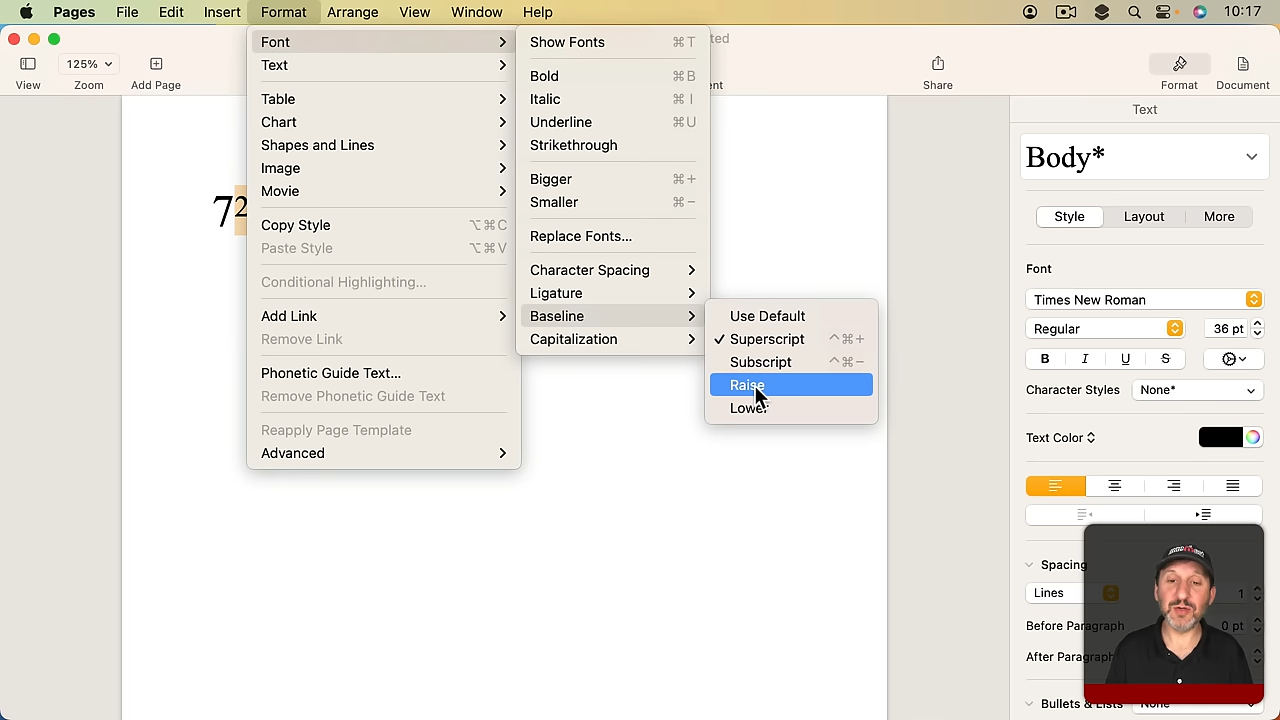 Pages File Edit Insert Format Arrange View Window Help 10:17
ted
View 125% Zoom Add Page nt Share Format Document
Font
Text
Table
Chart
Shapes and Lines
Image
Movie
Copy Style ⌥⌘C
Paste Style ⌥⌘V
Conditional Highlighting...
Add Link
Remove Link
Phonetic Guide Text...
Remove Phonetic Guide Text
Reapply Page Template
Advanced
Show Fonts ⌘T
Bold ⌘B
Italic ⌘I
Underline ⌘U
Strikethrough
Bigger ⌘+
Smaller ⌘−
Replace Fonts...
Character Spacing
Ligature
Baseline
Capitalization
Use Default
✓ Superscript ^⌘+
Subscript ^⌘−
Raise
Lower
72
Text
Body*
Style Layout More
Font
Times New Roman
Regular 36 pt
B I U S
Character Styles None*
Text Color
Spacing
Lines 1
Before Paragraph 0 pt
After Paragraph
Bullets & Lists None